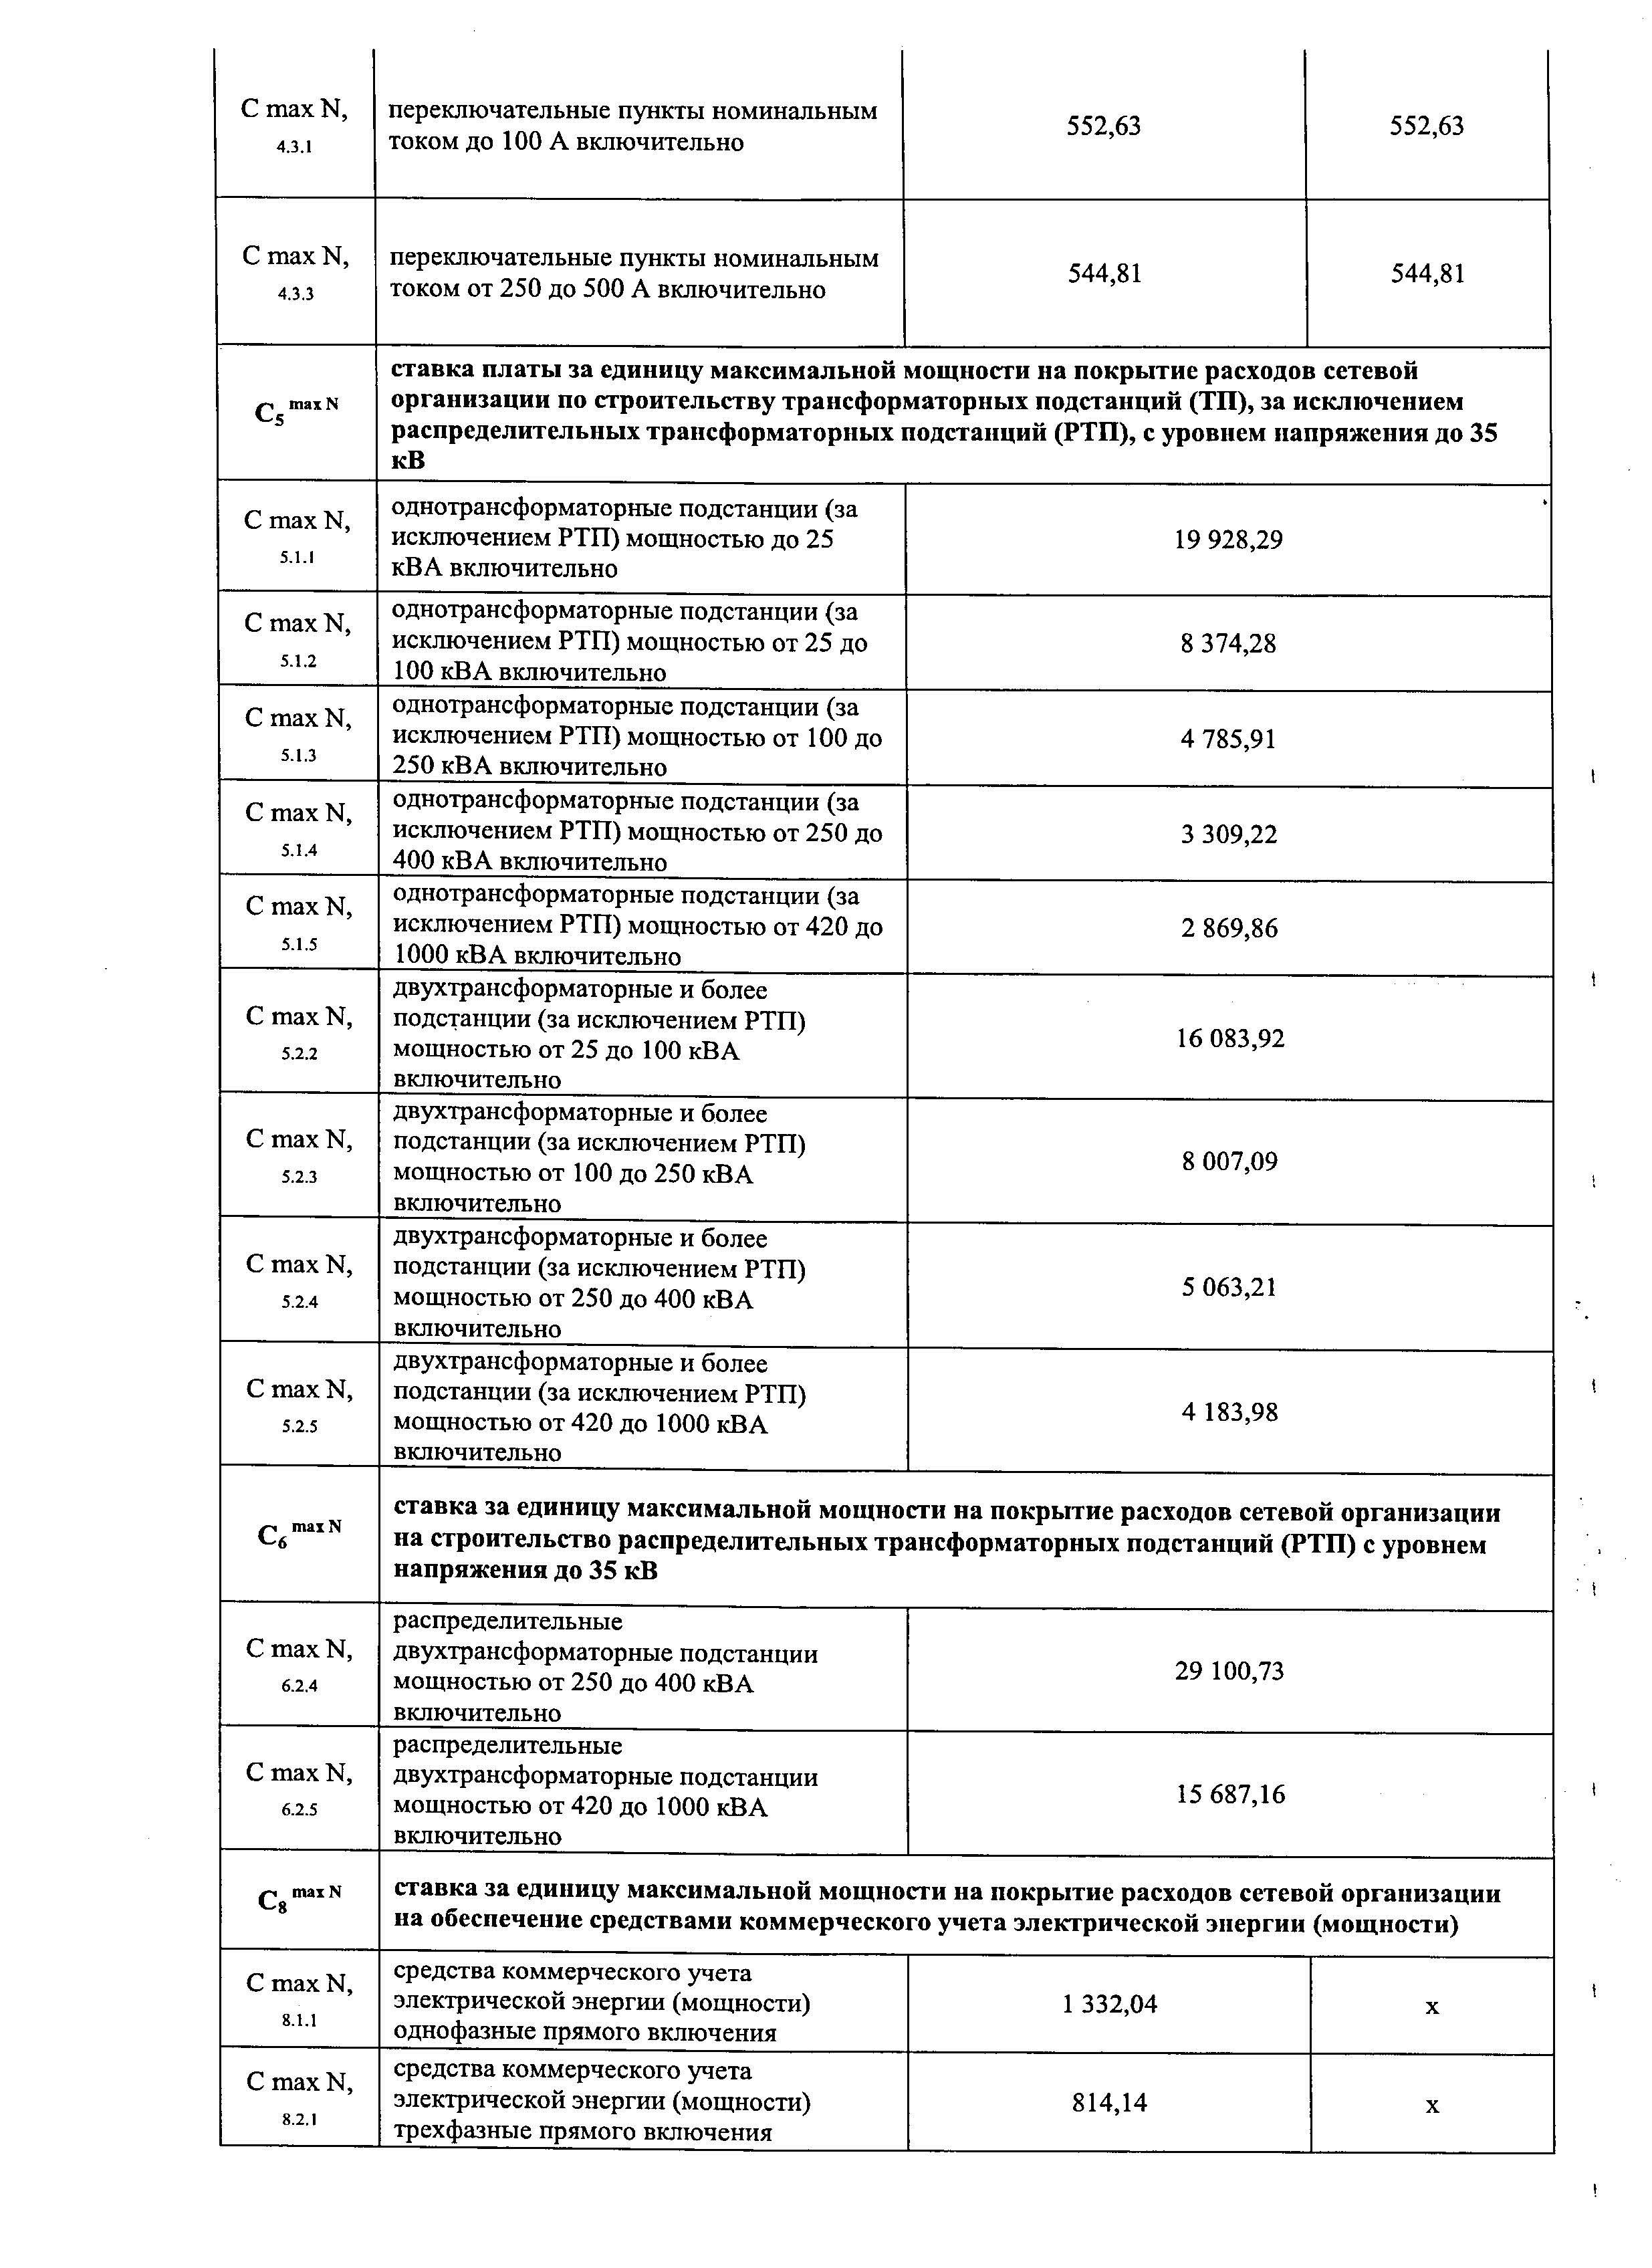 C max N,
4.3.1
переключательные пункты номинальным
током до 100 А включительно
552,63
552,63
C max N,
4.3.3
переключательные пункты номинальным
током от 250 до 500 А включительно
544,81
544,81
C5 max N
ставка платы за единицу максимальной мощности на покрытие расходов сетевой
организации по строительству трансформаторных подстанций (ТП), за исключением
распределительных трансформаторных подстанций (РТП), с уровнем напряжения до 35
кВ
C max N,
5.1.1
однотрансформаторные подстанции (за
исключением РТП) мощностью до 25
кВА включительно
19 928,29
C max N,
5.1.2
однотрансформаторные подстанции (за
исключением РТП) мощностью от 25 до
100 кВА включительно
8 374,28
C max N,
5.1.3
однотрансформаторные подстанции (за
исключением РТП) мощностью от 100 до
250 кВА включительно
4 785,91
C max N,
5.1.4
однотрансформаторные подстанции (за
исключением РТП) мощностью от 250 до
400 кВА включительно
3 309,22
C max N,
5.1.5
однотрансформаторные подстанции (за
исключением РТП) мощностью от 420 до
1000 кВА включительно
2 869,86
C max N,
5.2.2
двухтрансформаторные и более
подстанции (за исключением РТП)
мощностью от 25 до 100 кВА
включительно
16 083,92
C max N,
5.2.3
двухтрансформаторные и более
подстанции (за исключением РТП)
мощностью от 100 до 250 кВА
включительно
8 007,09
C max N,
5.2.4
двухтрансформаторные и более
подстанции (за исключением РТП)
мощностью от 250 до 400 кВА
включительно
5 063,21
C max N,
5.2.5
двухтрансформаторные и более
подстанции (за исключением РТП)
мощностью от 420 до 1000 кВА
включительно
4 183,98
C6 max N
ставка за единицу максимальной мощности на покрытие расходов сетевой организации
на строительство распределительных трансформаторных подстанций (РТП) с уровнем
напряжения до 35 кВ
C max N,
6.2.4
распределительные
двухтрансформаторные подстанции
мощностью от 250 до 400 кВА
включительно
29 100,73
C max N,
6.2.5
распределительные
двухтрансформаторные подстанции
мощностью от 420 до 1000 кВА
включительно
15 687,16
C8 max N
ставка за единицу максимальной мощности на покрытие расходов сетевой организации
на обеспечение средствами коммерческого учета электрической энергии (мощности)
C max N,
8.1.1
средства коммерческого учета
электрической энергии (мощности)
однофазные прямого включения
1 332,04
x
C max N,
8.2.1
средства коммерческого учета
электрической энергии (мощности)
трехфазные прямого включения
814,14
x